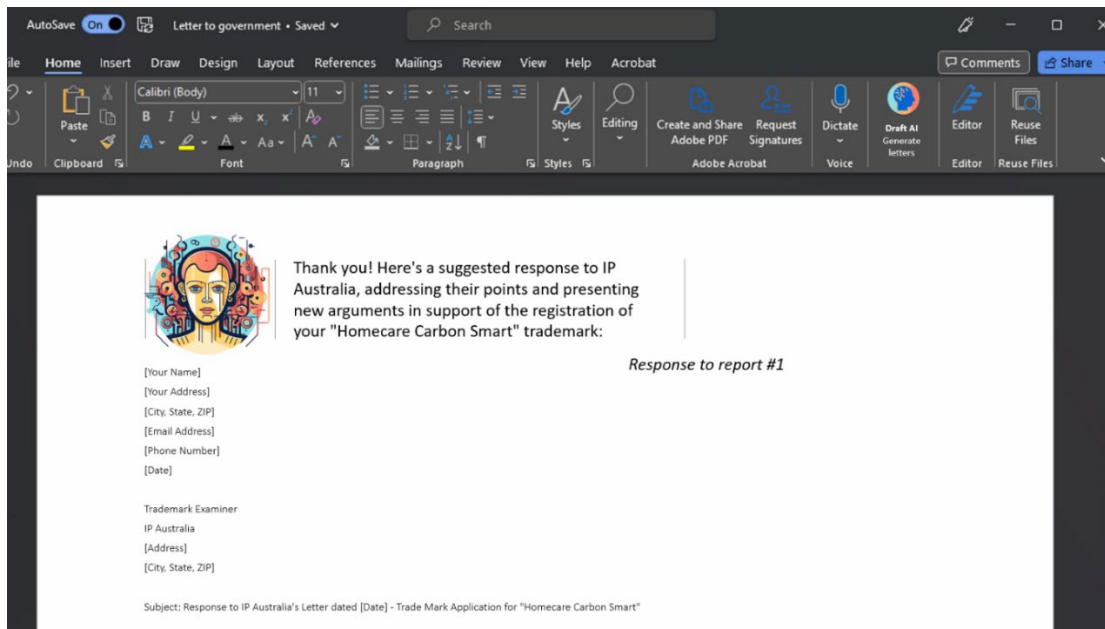 AutoSave On Letter to government • Saved Search
ile Home Insert Draw Design Layout References Mailings Review View Help Acrobat Comments Share
Calibri (Body) 11
Paste B I U ab x₂ x² A Styles Editing Create and Share Adobe PDF Request Signatures Dictate Draft AI Generate letters Editor Reuse Files
A A Aa A A
Undo Clipboard Font Paragraph Styles Adobe Acrobat Voice Editor Reuse Files
Thank you! Here's a suggested response to IP
Australia, addressing their points and presenting
new arguments in support of the registration of
your "Homecare Carbon Smart" trademark:
Response to report #1
[Your Name]
[Your Address]
[City, State, ZIP]
[Email Address]
[Phone Number]
[Date]
Trademark Examiner
IP Australia
[Address]
[City, State, ZIP]
Subject: Response to IP Australia's Letter dated [Date] - Trade Mark Application for "Homecare Carbon Smart"